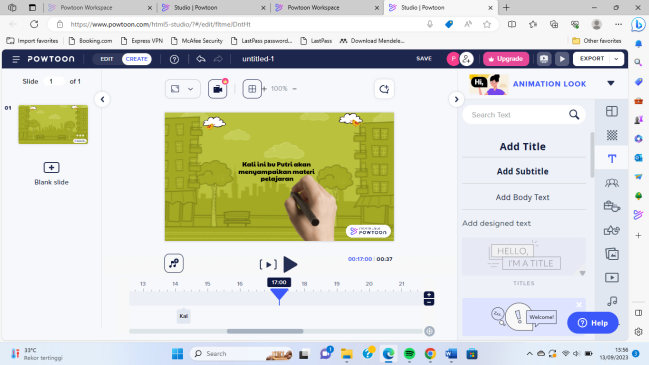 Powtoon Workspace
Studio | Powtoon
Powtoon Workspace
Studio | Powtoon
https://www.powtoon.com/html5-studio/?#/edit/
Import favorites
Booking.com
Express VPN
McAfee Security
LastPass password...
LastPass
Download Mendele...
Other favorites
POWTOON
EDIT
CREATE
untitled-1
SAVE
P
Upgrade
EXPORT
Slide 1 of 1
100%
Hi,
ANIMATION LOOK
01
Blank slide
Search Text
Kali ini bu Putri akan
menyampaikan materi
pelajaran
POWTOON
Add Title
Add Subtitle
Add Body Text
Add designed text
HELLO,
I'M A TITLE
TITLES
Welcome!
00:17:00 00:37
13 14 15 16 17:00 18 19 20 21
Kal
Help
33°C
Rekor tertinggi
Search
13:56
13/09/2023